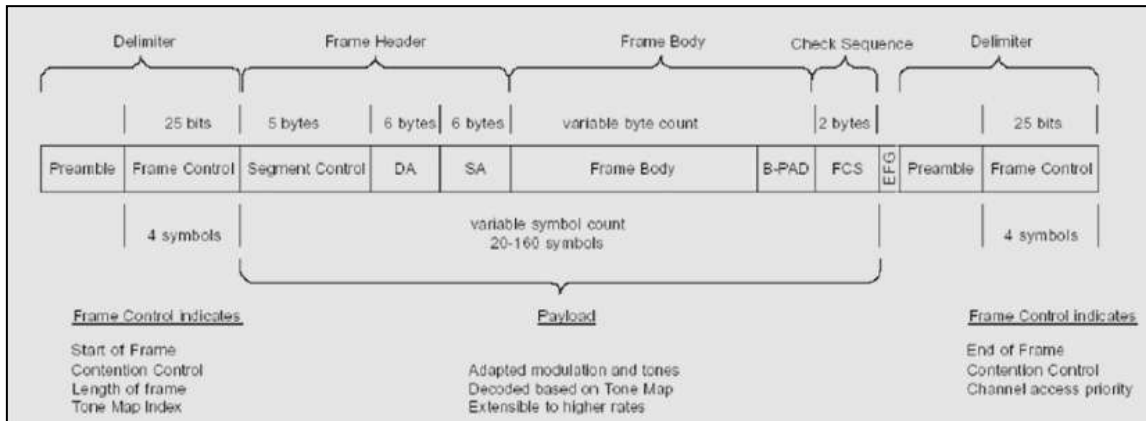 Delimiter Frame Header Frame Body Check Sequence Delimiter
25 bits 5 bytes 6 bytes 6 bytes variable byte count 2 bytes 25 bits
Preamble Frame Control Segment Control DA SA Frame Body B-PAD FCS EFG Preamble Frame Control
4 symbols variable symbol count 4 symbols
20-160 symbols
Frame Control indicates Payload Frame Control indicates
Start of Frame End of Frame
Contention Control Adapted modulation and tones Contention Control
Length of frame Decoded based on Tone Map Channel access priority
Tone Map Index Extensible to higher rates